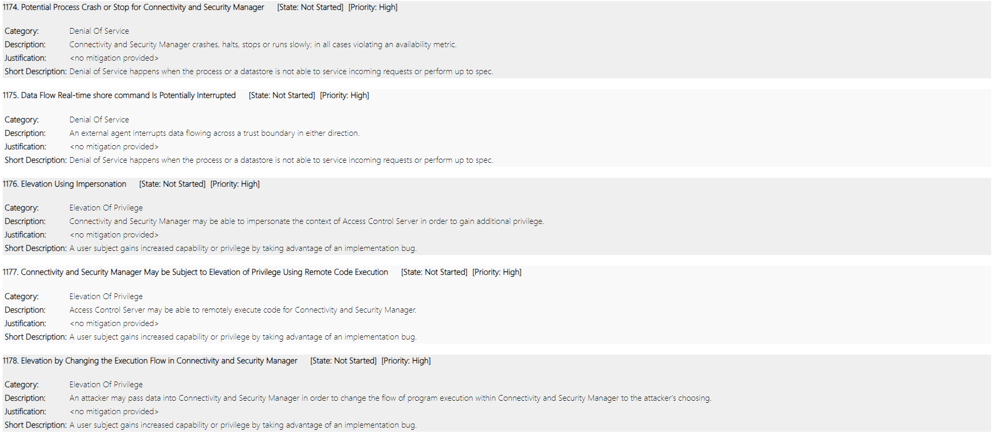 1174. Potential Process Crash or Stop for Connectivity and Security Manager [State: Not Started] [Priority: High]
Category: Denial Of Service
Description: Connectivity and Security Manager crashes, halts, stops or runs slowly; in all cases violating an availability metric.
Justification: <no mitigation provided>
Short Description: Denial of Service happens when the process or a datastore is not able to service incoming requests or perform up to spec.
1175. Data Flow Real-time shore command Is Potentially Interrupted [State: Not Started] [Priority: High]
Category: Denial Of Service
Description: An external agent interrupts data flowing across a trust boundary in either direction.
Justification: <no mitigation provided>
Short Description: Denial of Service happens when the process or a datastore is not able to service incoming requests or perform up to spec.
1176. Elevation Using Impersonation [State: Not Started] [Priority: High]
Category: Elevation Of Privilege
Description: Connectivity and Security Manager may be able to impersonate the context of Access Control Server in order to gain additional privilege.
Justification: <no mitigation provided>
Short Description: A user subject gains increased capability or privilege by taking advantage of an implementation bug.
1177. Connectivity and Security Manager May be Subject to Elevation of Privilege Using Remote Code Execution [State: Not Started] [Priority: High]
Category: Elevation Of Privilege
Description: Access Control Server may be able to remotely execute code for Connectivity and Security Manager.
Justification: <no mitigation provided>
Short Description: A user subject gains increased capability or privilege by taking advantage of an implementation bug.
1178. Elevation by Changing the Execution Flow in Connectivity and Security Manager [State: Not Started] [Priority: High]
Category: Elevation Of Privilege
Description: An attacker may pass data into Connectivity and Security Manager in order to change the flow of program execution within Connectivity and Security Manager to the attacker's choosing.
Justification: <no mitigation provided>
Short Description: A user subject gains increased capability or privilege by taking advantage of an implementation bug.